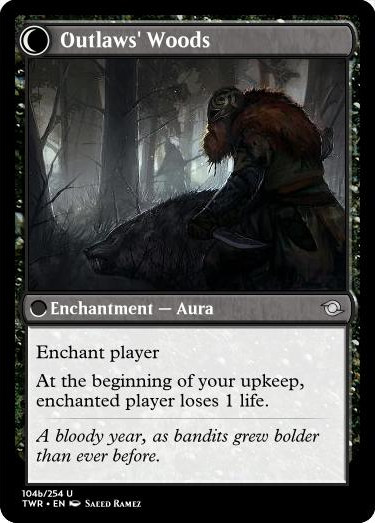 Outlaws' Woods
Enchantment — Aura
Enchant player
At the beginning of your upkeep,
enchanted player loses 1 life.
A bloody year, as bandits grew bolder
than ever before.
104b/254 U
TWR • EN Saeed Ramez